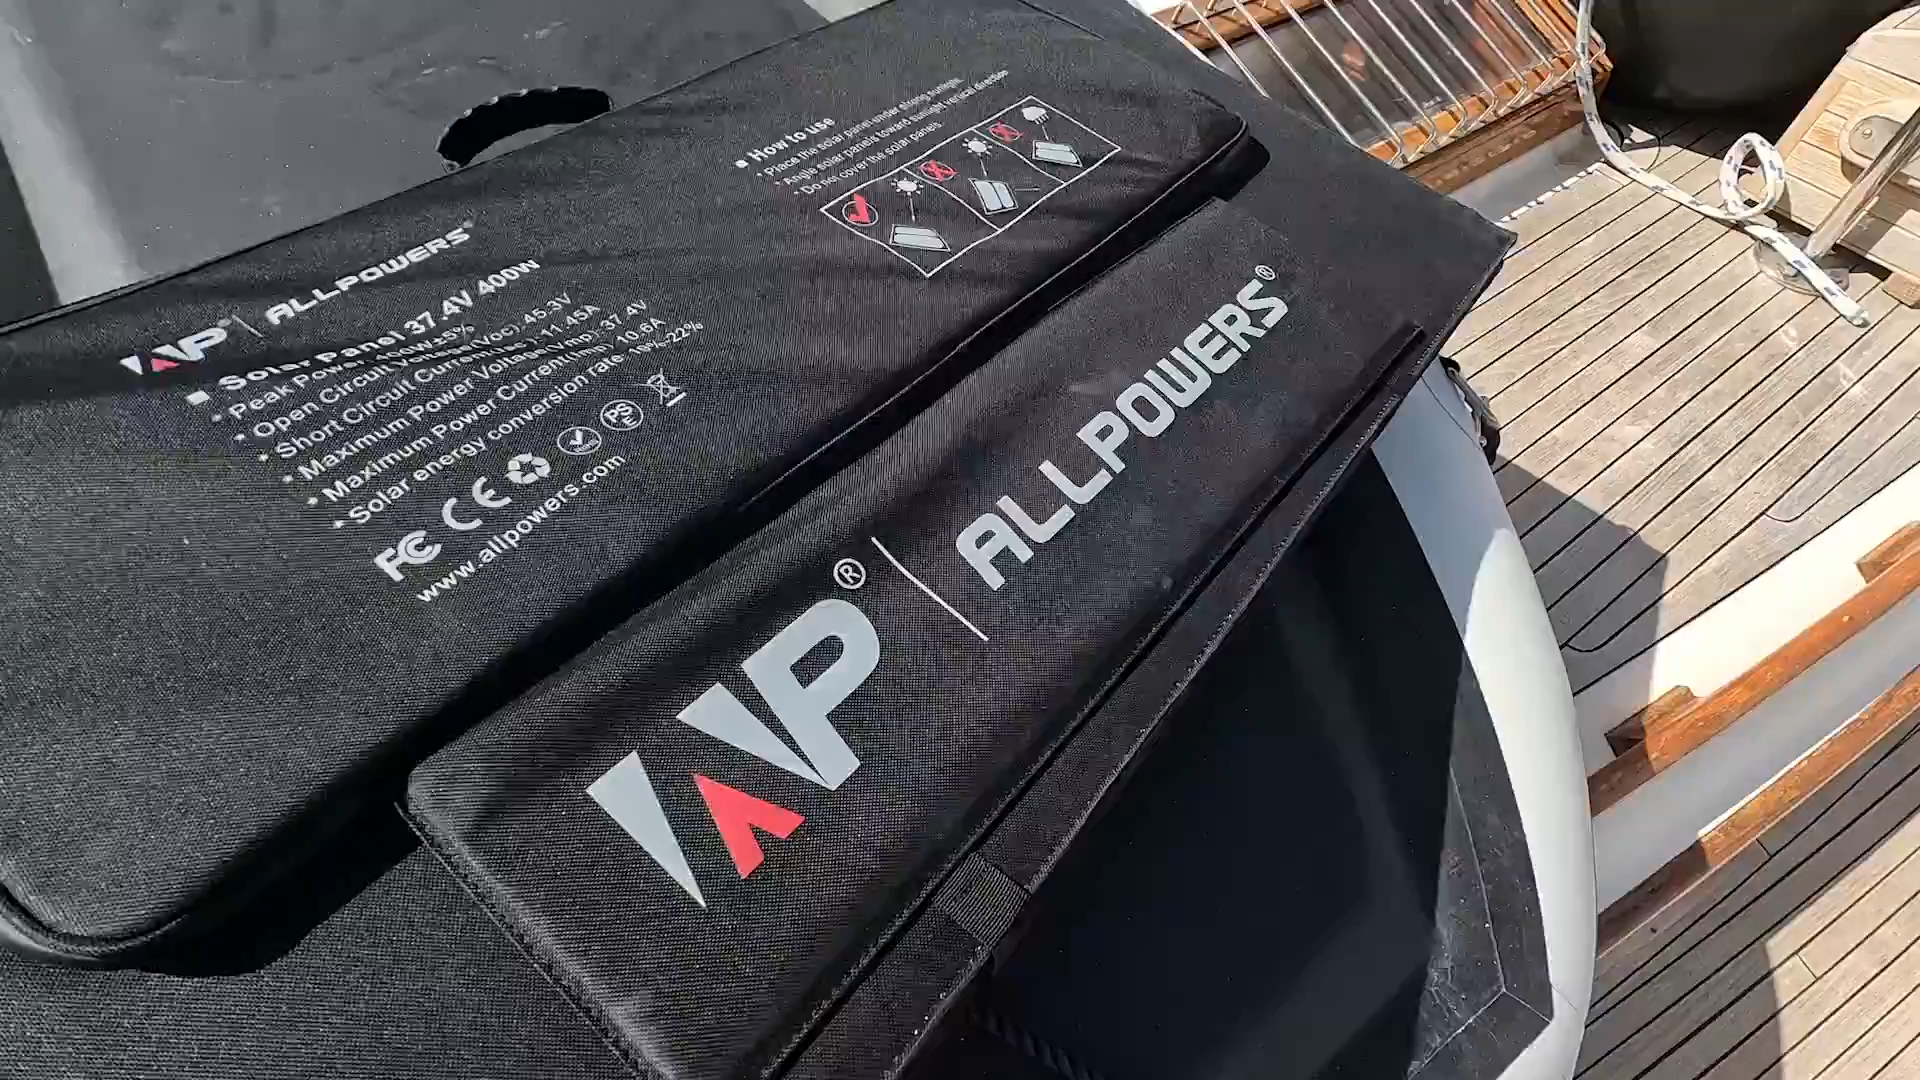 How to use
* Place the solar panel under strong sunlight.
* Angle solar panels toward sunlight vertical direction
* Do not cover the solar panels.
AP® | ALLPOWERS®
Solar Panel 37.4V 400W
* Peak Power: 400W±5%
* Open Circuit Voltage(Voc): 45.3V
* Short Circuit Current: 11.45A
* Maximum Power Voltage(Vmp): 37.4V
* Maximum Power Current(Imp): 10.6A
* Solar energy conversion rate: 22%
FC CE
PS
E
www.allpowers.com
AP® | ALLPOWERS®